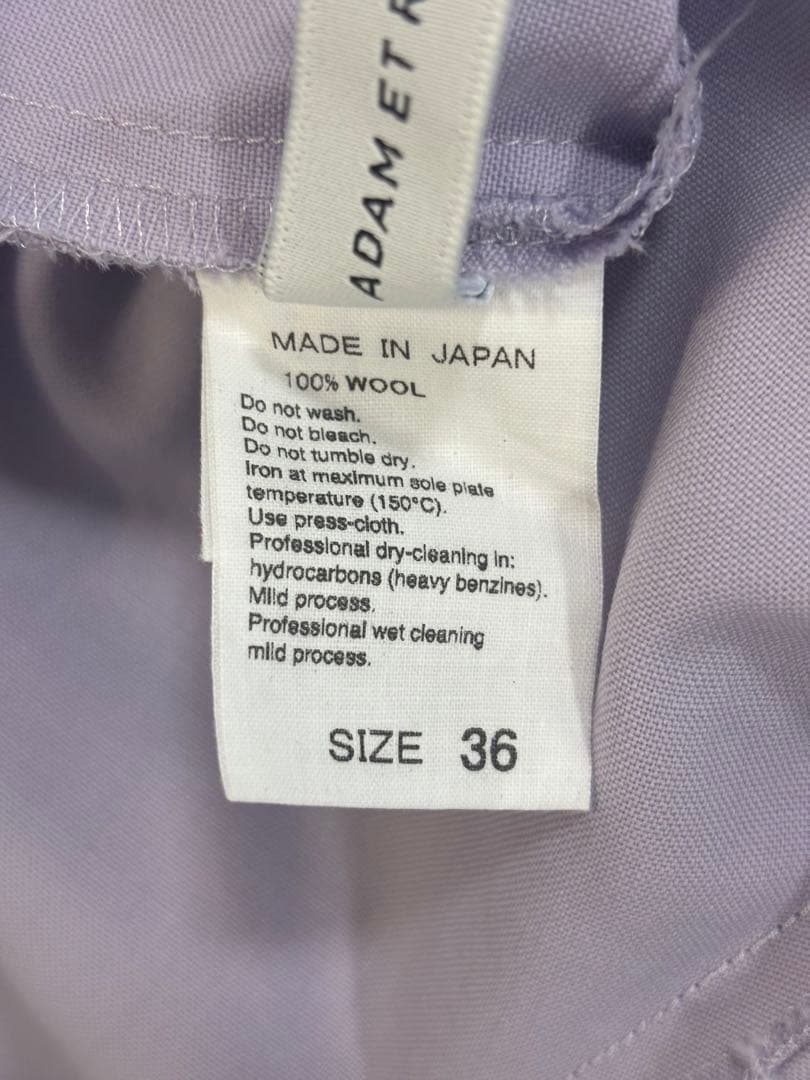 ADAM ET R
MADE IN JAPAN
100% WOOL
Do not wash.
Do not bleach.
Do not tumble dry.
Iron at maximum sole plate
temperature (150°C).
Use press-cloth.
Professional dry-cleaning in:
hydrocarbons (heavy benzines).
Mild process.
Professional wet cleaning
mild process.
SIZE 36